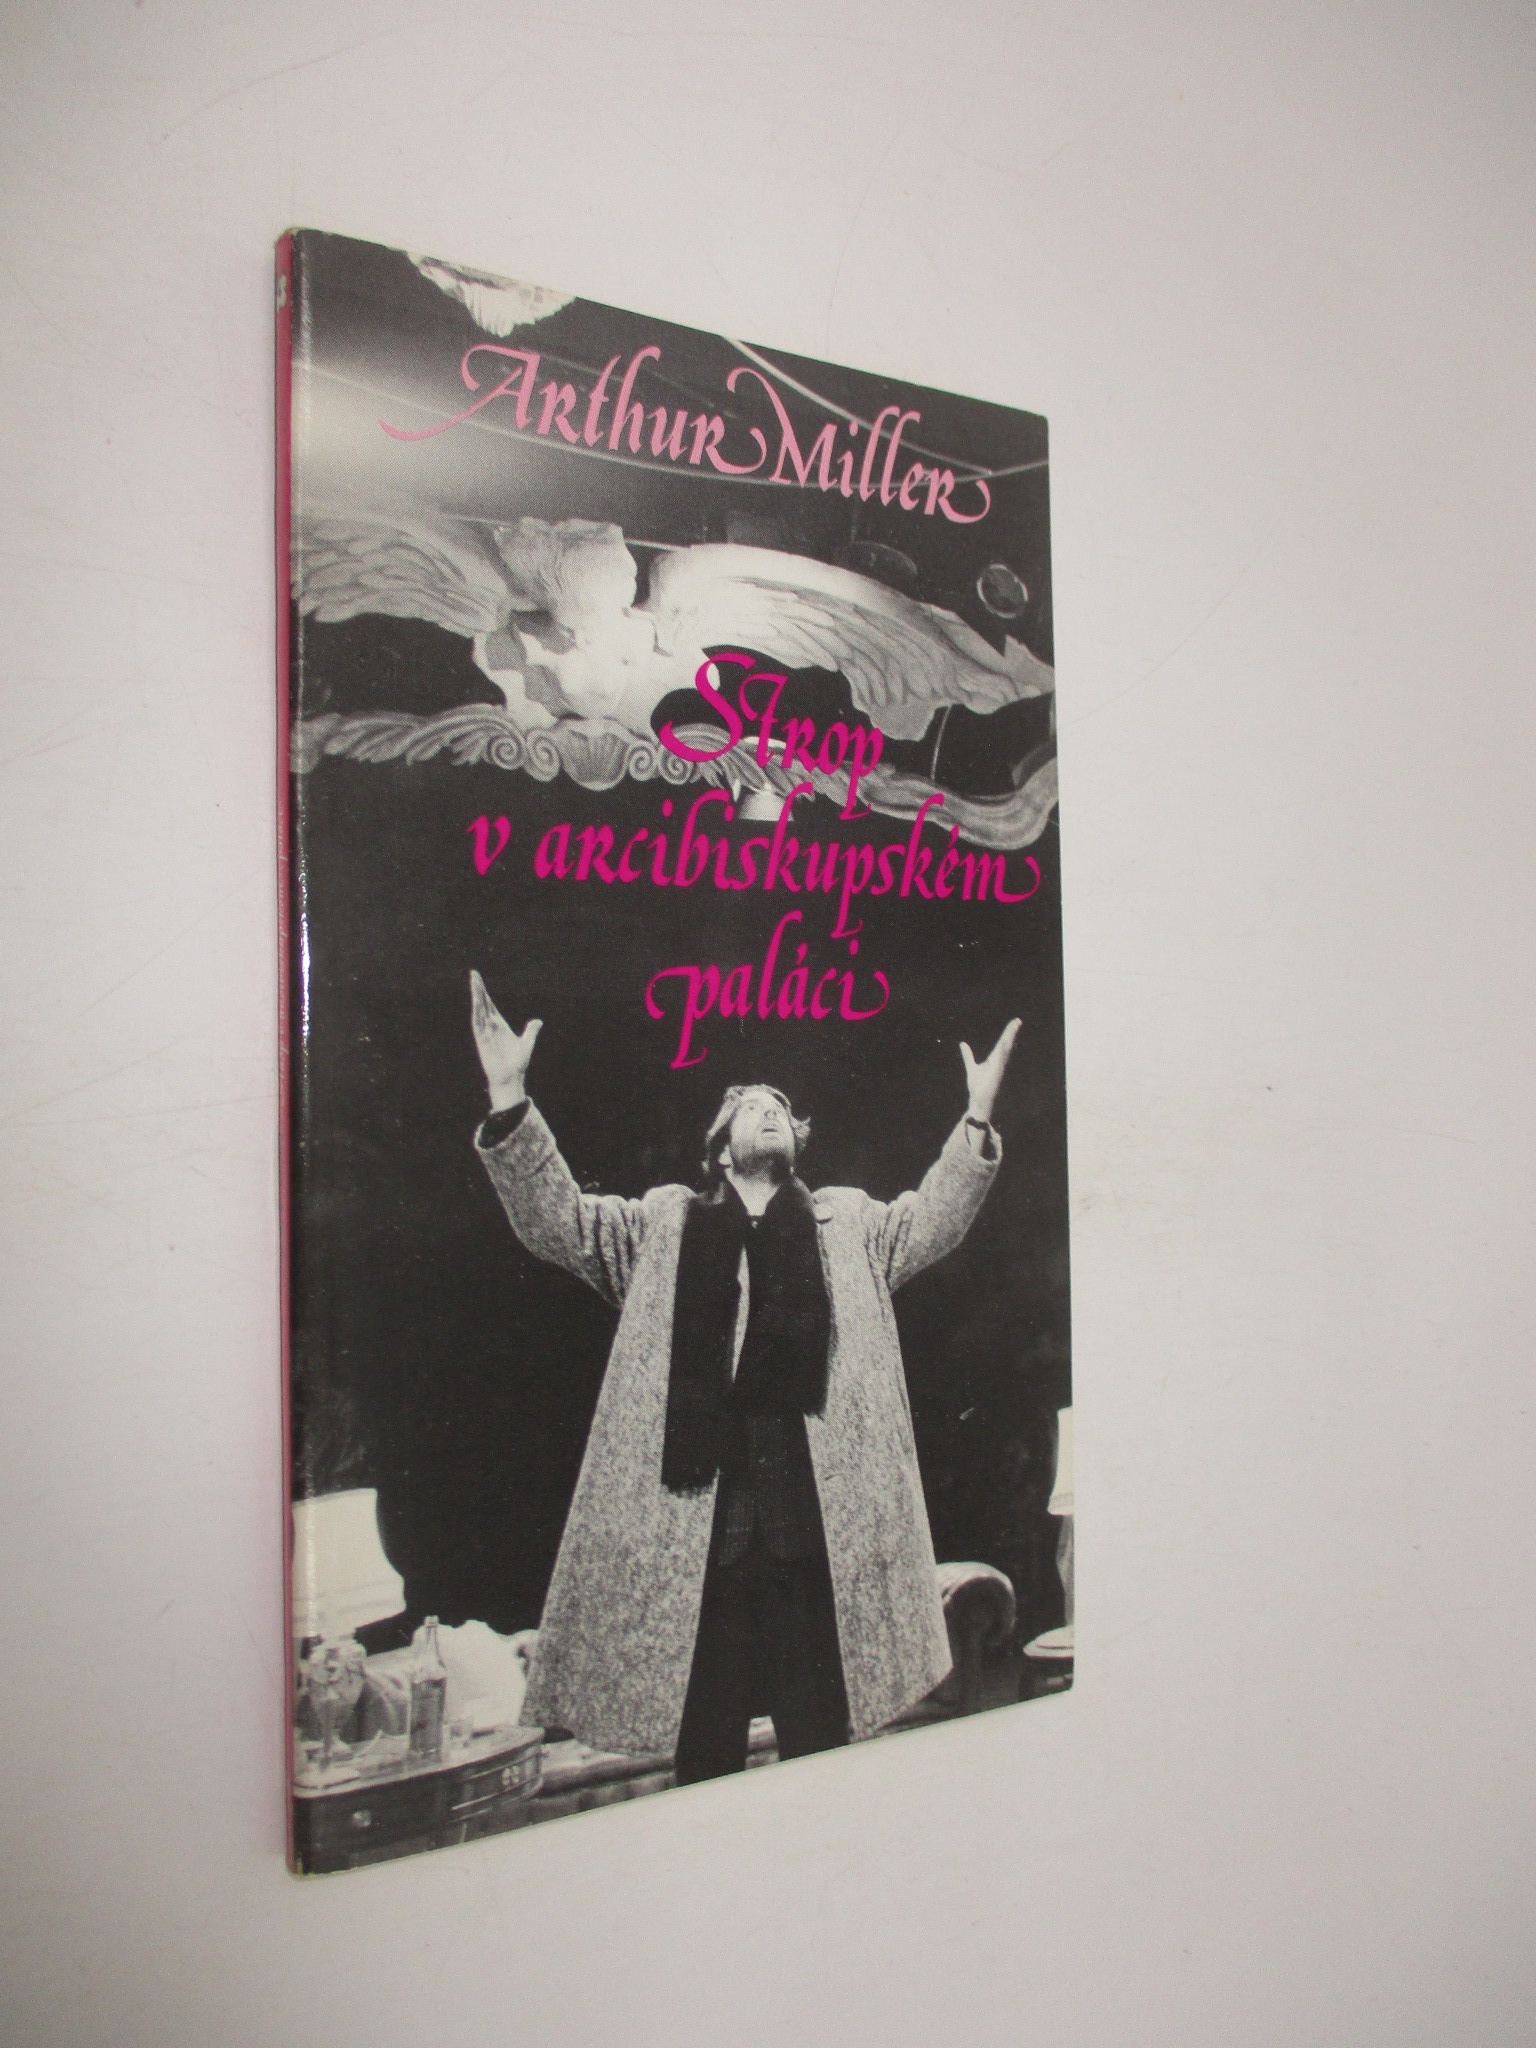 Arthur Miller
Strop
v arcibiskupském
paláci